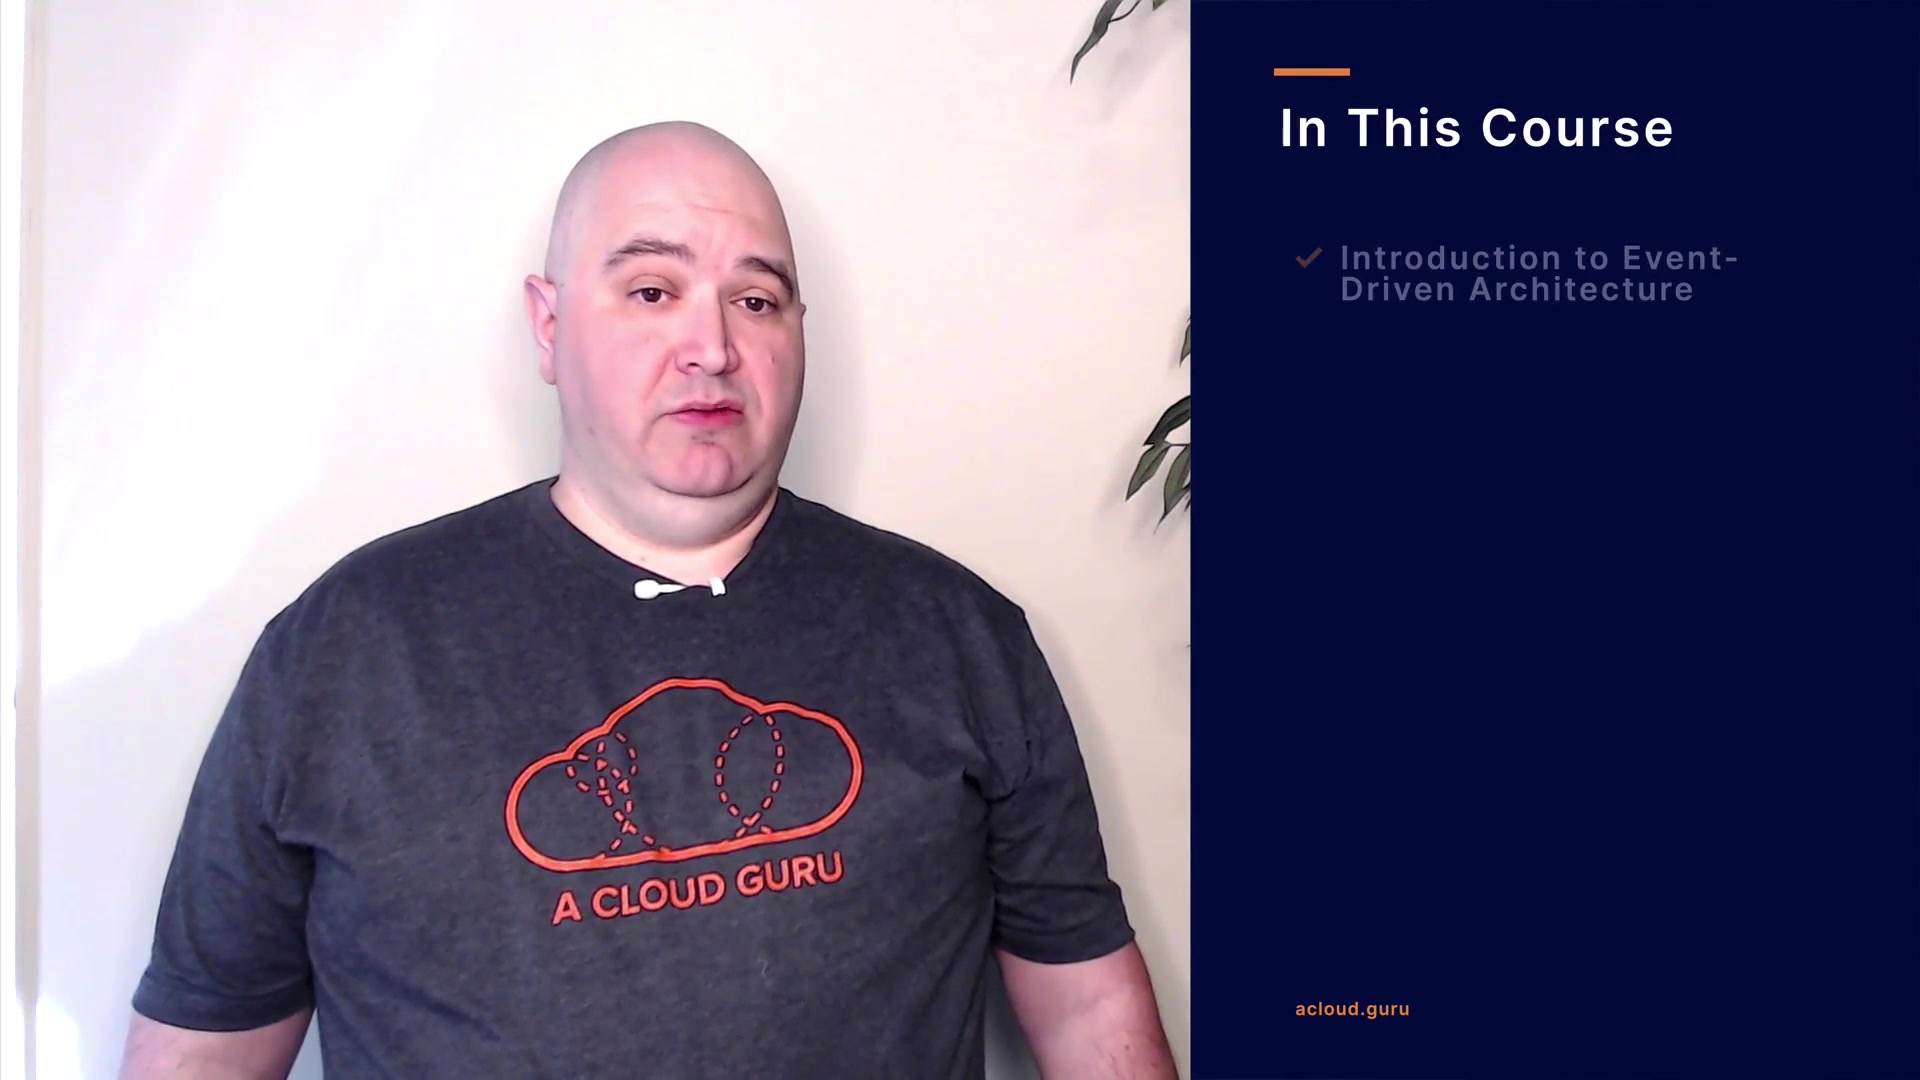 In This Course
Introduction to Event-
Driven Architecture
A CLOUD GURU
acloud.guru